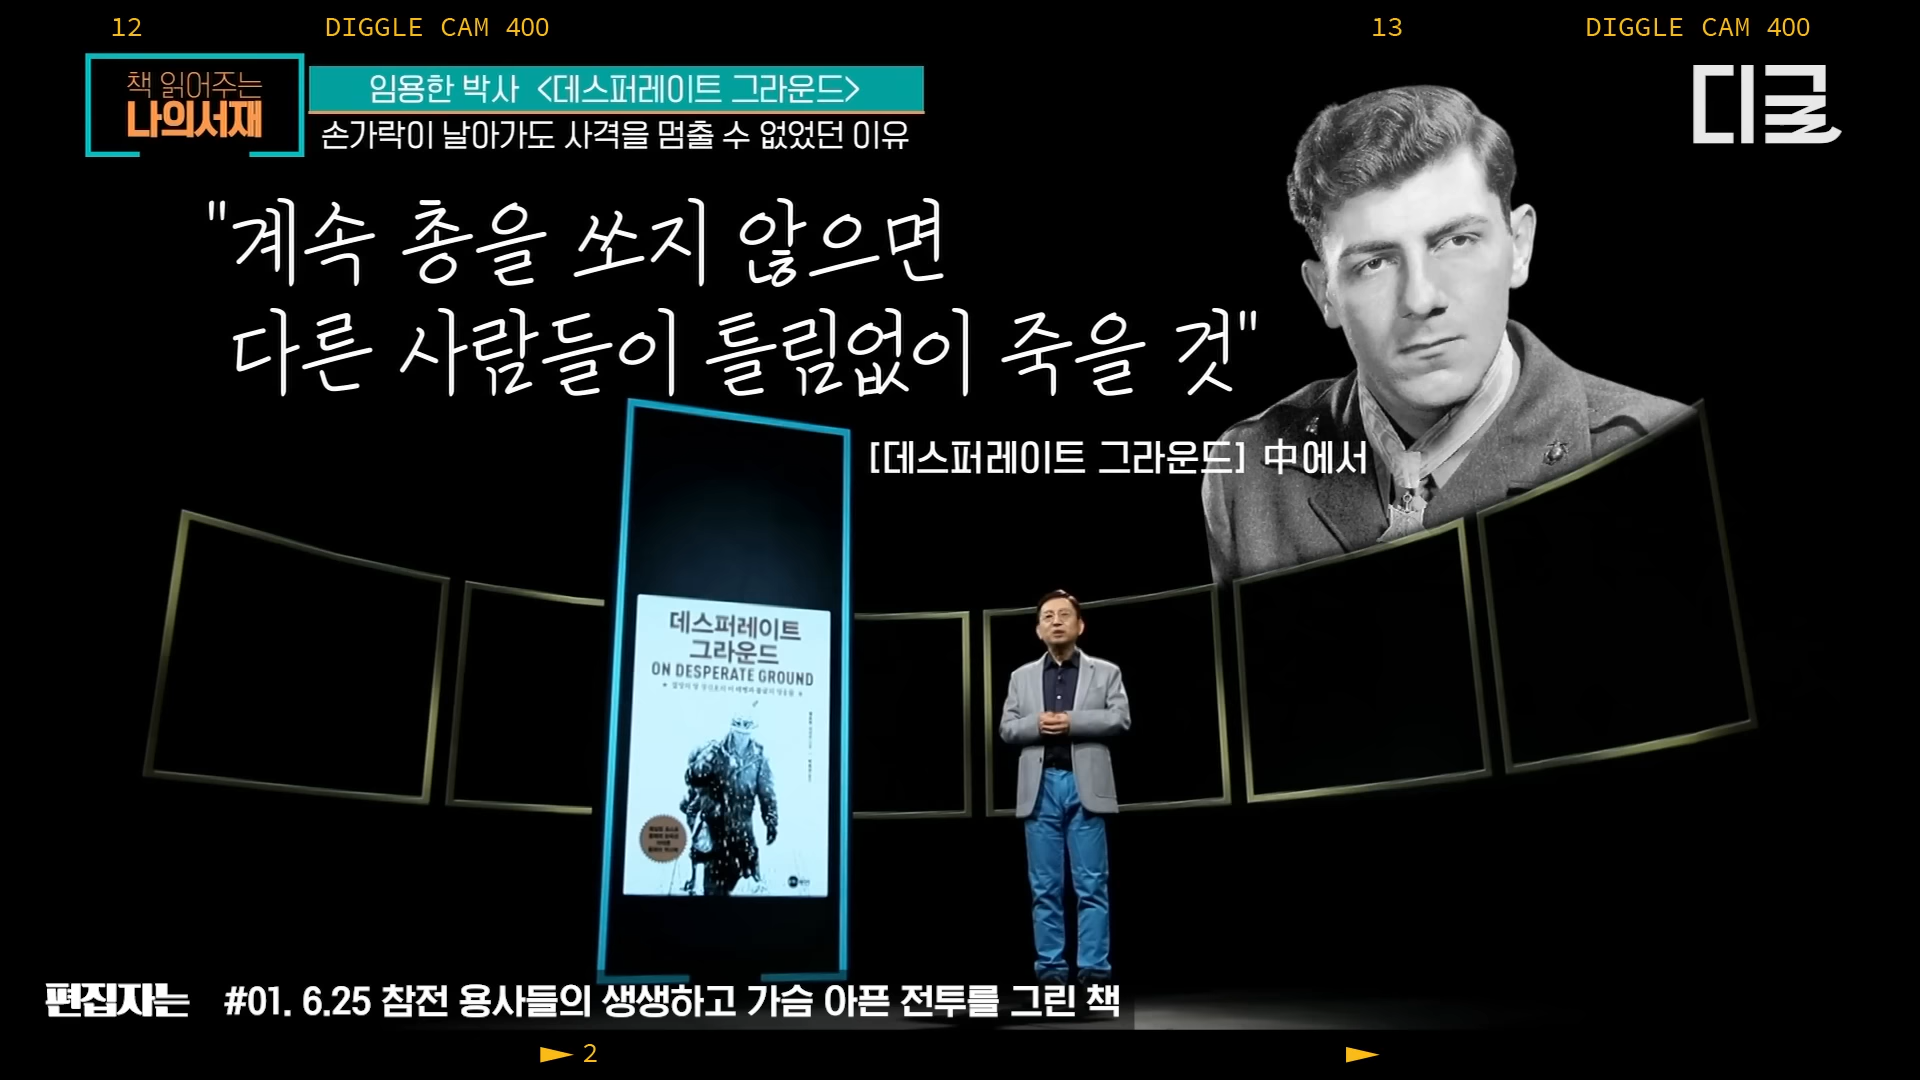 12 DIGGLE CAM 400 13 DIGGLE CAM 400
책 읽어주는
나의서재
임용한 박사 <데스퍼레이트 그라운드>
손가락이 날아가도 사격을 멈출 수 없었던 이유
디글
"계속 총을 쏘지 않으면
다른 사람들이 틀림없이 죽을 것"
[데스퍼레이트 그라운드] 中에서
데스퍼레이트
그라운드
ON DESPERATE GROUND
편집자는 #01. 6.25 참전 용사들의 생생하고 가슴 아픈 전투를 그린 책
2